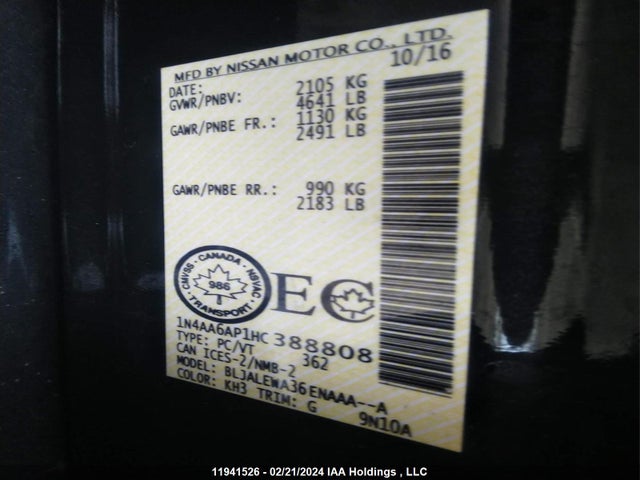 MFD BY NISSAN MOTOR CO., LTD.
DATE: 10/16
GVWR/PNBV: 2105 KG
4641 LB
GAWR/PNBE FR.: 1130 KG
2491 LB
GAWR/PNBE RR.: 990 KG
2183 LB
CANADA
CMVSS · NSVAC
986
TRANSPORT
EC
1N4AA6AP1HC388808
TYPE: PC/VT 362
CAN ICES-2/NMB-2
MODEL: BLJALEWA36ENAAA--A
COLOR: KH3 TRIM: G 9N10A
11941526 - 02/21/2024 IAA Holdings , LLC